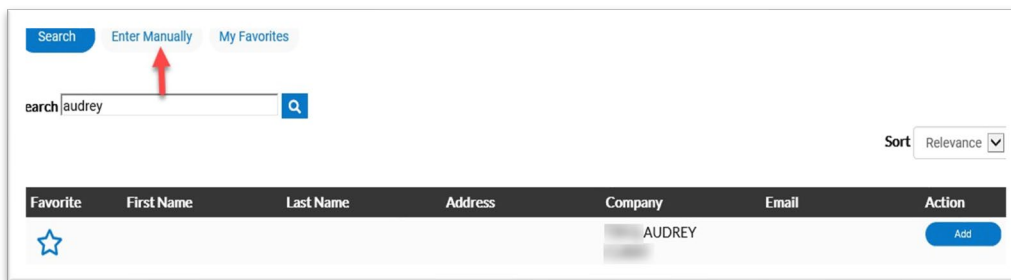 Search Enter Manually My Favorites
earch audrey
Sort Relevance
Favorite First Name Last Name Address Company Email Action
AUDREY Add